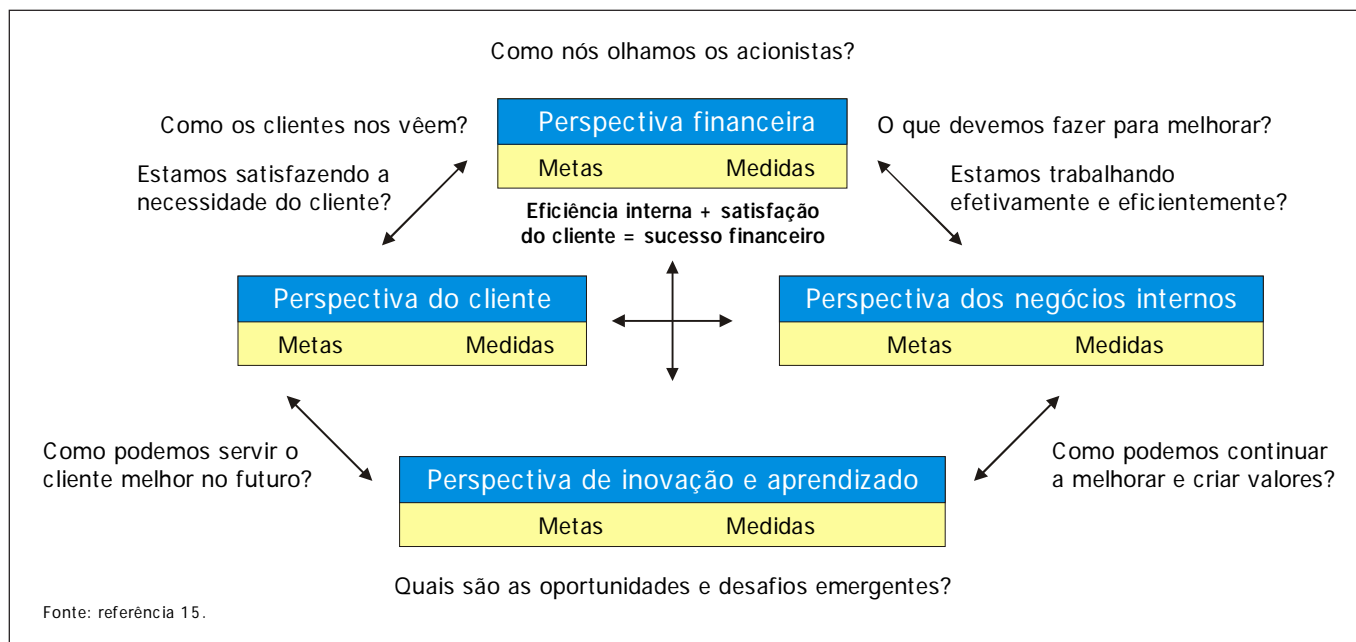 Como nós olhamos os acionistas?
Como os clientes nos vêem?
Perspectiva financeira
O que devemos fazer para melhorar?
Estamos satisfazendo a
necessidade do cliente?
Metas Medidas
Estamos trabalhando
efetivamente e eficientemente?
Eficiência interna + satisfação
do cliente = sucesso financeiro
Perspectiva do cliente
Metas Medidas
Perspectiva dos negócios internos
Metas Medidas
Como podemos servir o
cliente melhor no futuro?
Como podemos continuar
a melhorar e criar valores?
Perspectiva de inovação e aprendizado
Metas Medidas
Quais são as oportunidades e desafios emergentes?
Fonte: referência 15.